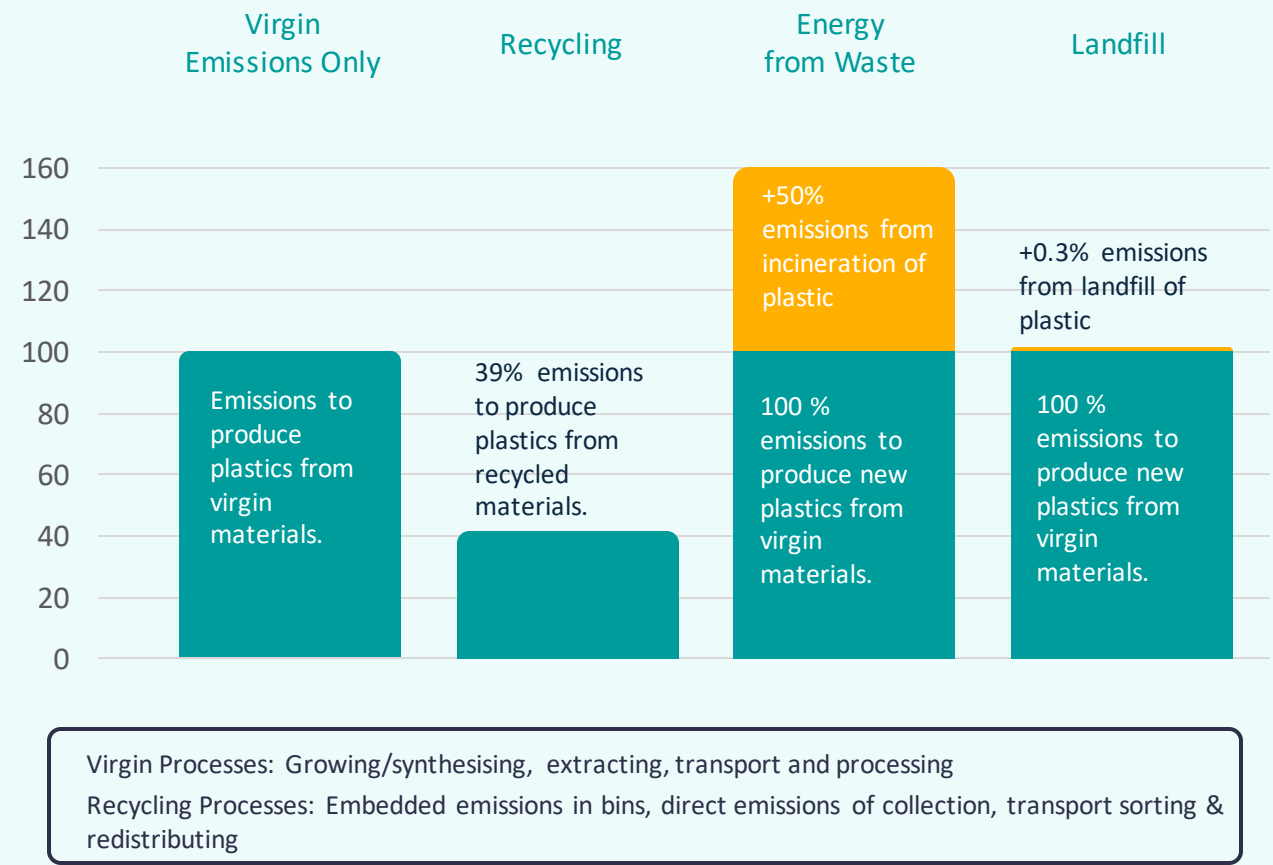 Virgin
Emissions Only
Recycling
Energy
from Waste
Landfill
160
140
120
100
80
60
40
20
0
Emissions to
produce
plastics from
virgin
materials.
39% emissions
to produce
plastics from
recycled
materials.
+50%
emissions from
incineration of
plastic
100 %
emissions to
produce new
plastics from
virgin
materials.
+0.3% emissions
from landfill of
plastic
100 %
emissions to
produce new
plastics from
virgin
materials.
Virgin Processes: Growing/synthesising, extracting, transport and processing
Recycling Processes: Embedded emissions in bins, direct emissions of collection, transport sorting &
redistributing